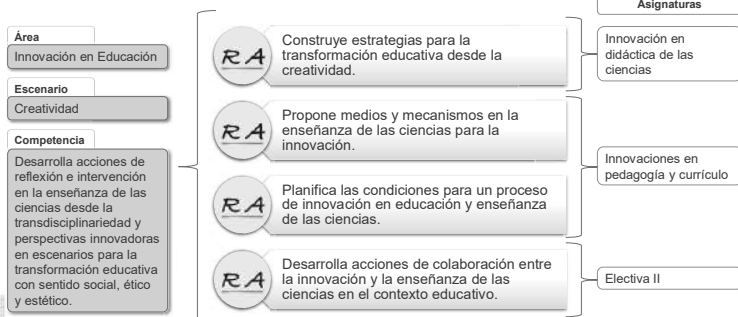 Asignaturas
Área
Innovación en Educación
Escenario
Creatividad
Competencia
Desarrolla acciones de
reflexión e intervención
en la enseñanza de las
ciencias desde la
transdisciplinariedad y
perspectivas innovadoras
en escenarios para la
transformación educativa
con sentido social, ético
y estético.
RA
Construye estrategias para la
transformación educativa desde la
creatividad.
RA
Propone medios y mecanismos en la
enseñanza de las ciencias para la
innovación.
RA
Planifica las condiciones para un proceso
de innovación en educación y enseñanza
de las ciencias.
RA
Desarrolla acciones de colaboración entre
la innovación y la enseñanza de las
ciencias en el contexto educativo.
Innovación en
didáctica de las
ciencias
Innovaciones en
pedagogía y currículo
Electiva II